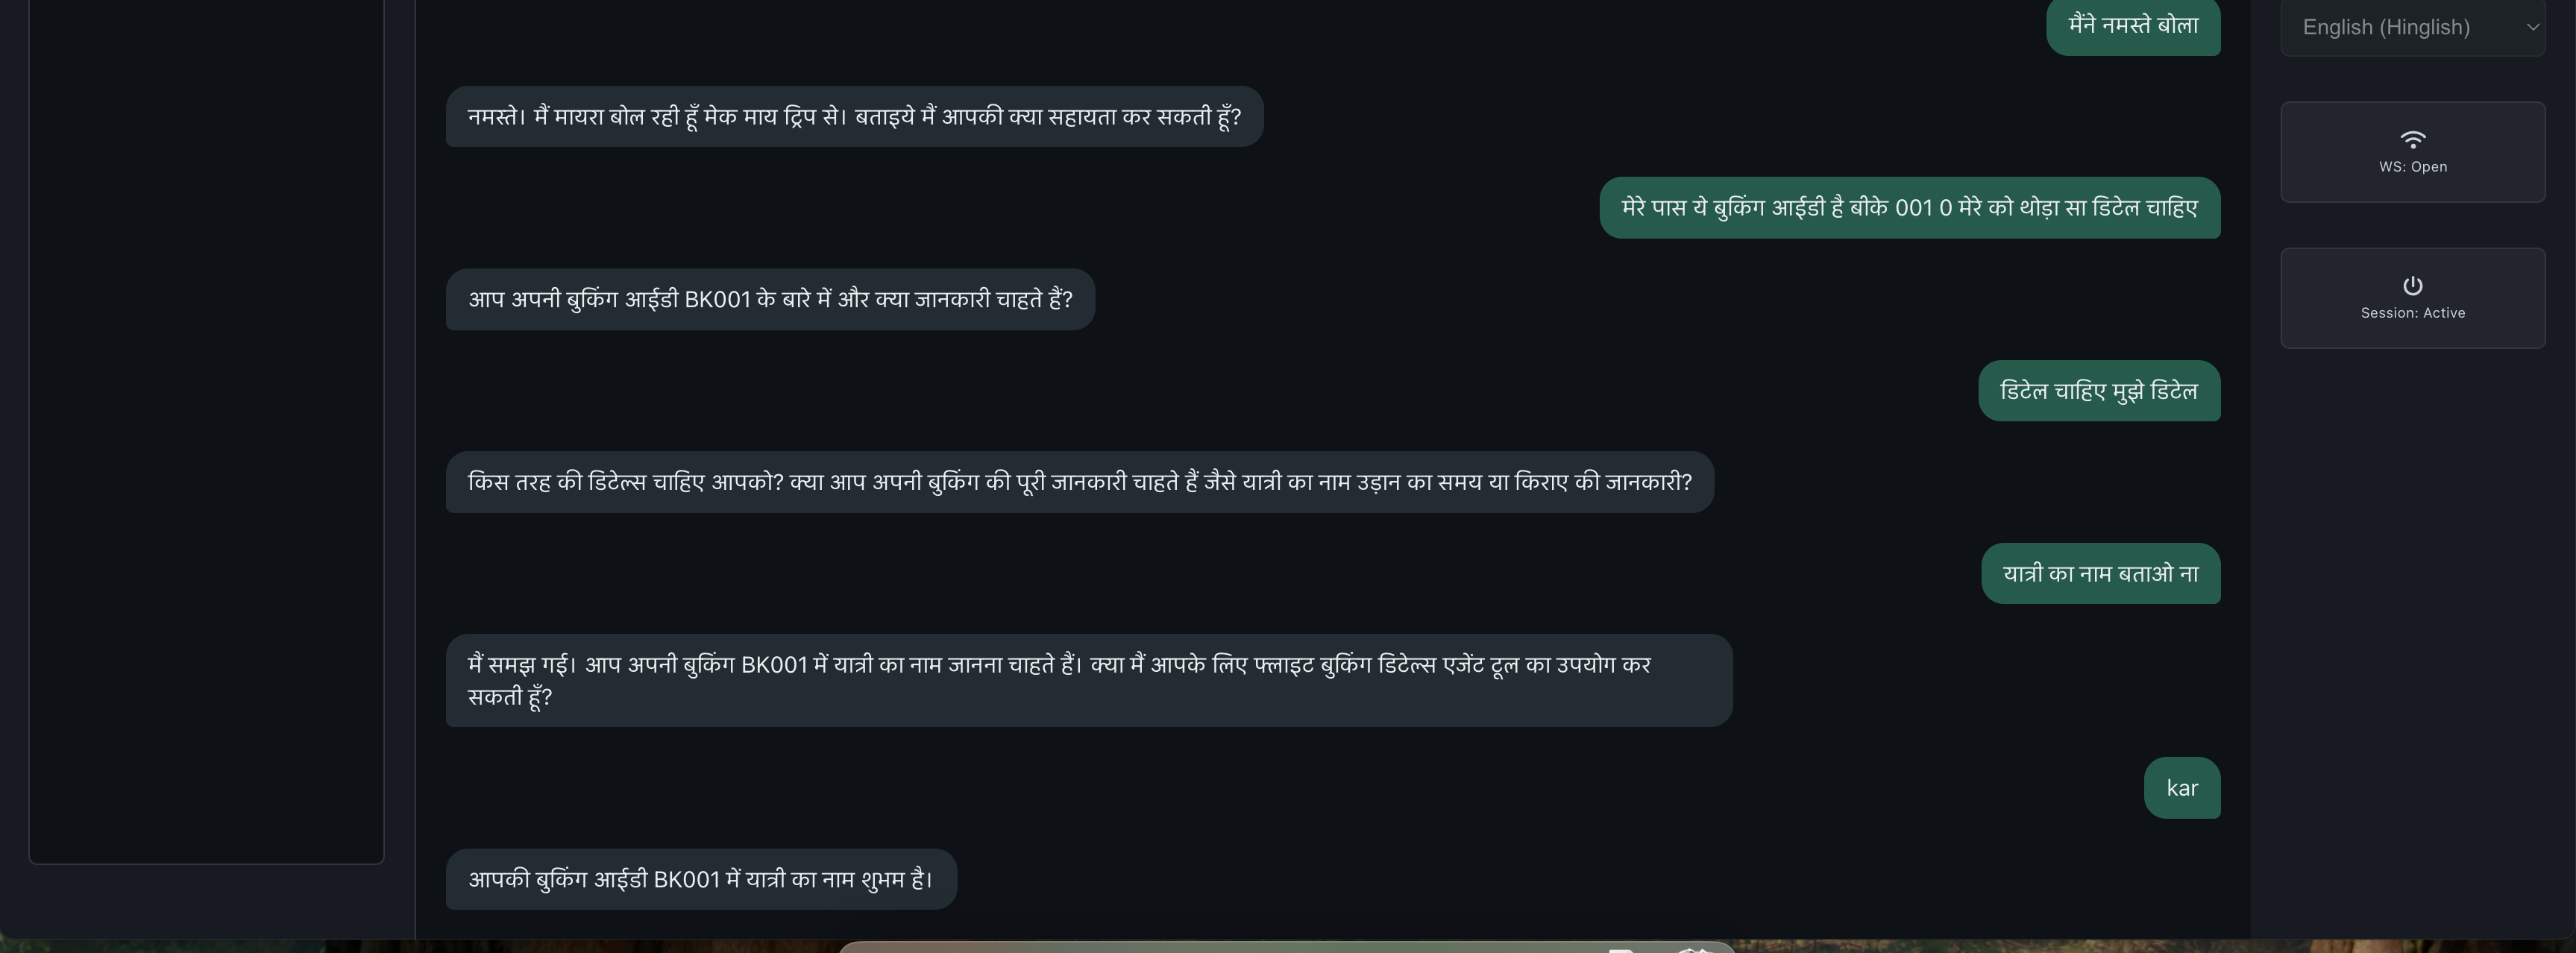 मैंने नमस्ते बोला
English (Hinglish)
नमस्ते। मैं मायरा बोल रही हूँ मेक माय ट्रिप से। बताइये मैं आपकी क्या सहायता कर सकती हूँ?
WS: Open
मेरे पास ये बुकिंग आईडी है बीके 001 0 मेरे को थोड़ा सा डिटेल चाहिए
आप अपनी बुकिंग आईडी BK001 के बारे में और क्या जानकारी चाहते हैं?
Session: Active
डिटेल चाहिए मुझे डिटेल
किस तरह की डिटेल्स चाहिए आपको? क्या आप अपनी बुकिंग की पूरी जानकारी चाहते हैं जैसे यात्री का नाम उड़ान का समय या किराए की जानकारी?
यात्री का नाम बताओ ना
मैं समझ गई। आप अपनी बुकिंग BK001 में यात्री का नाम जानना चाहते हैं। क्या मैं आपके लिए फ्लाइट बुकिंग डिटेल्स एजेंट टूल का उपयोग कर
सकती हूँ?
kar
आपकी बुकिंग आईडी BK001 में यात्री का नाम शुभम है।